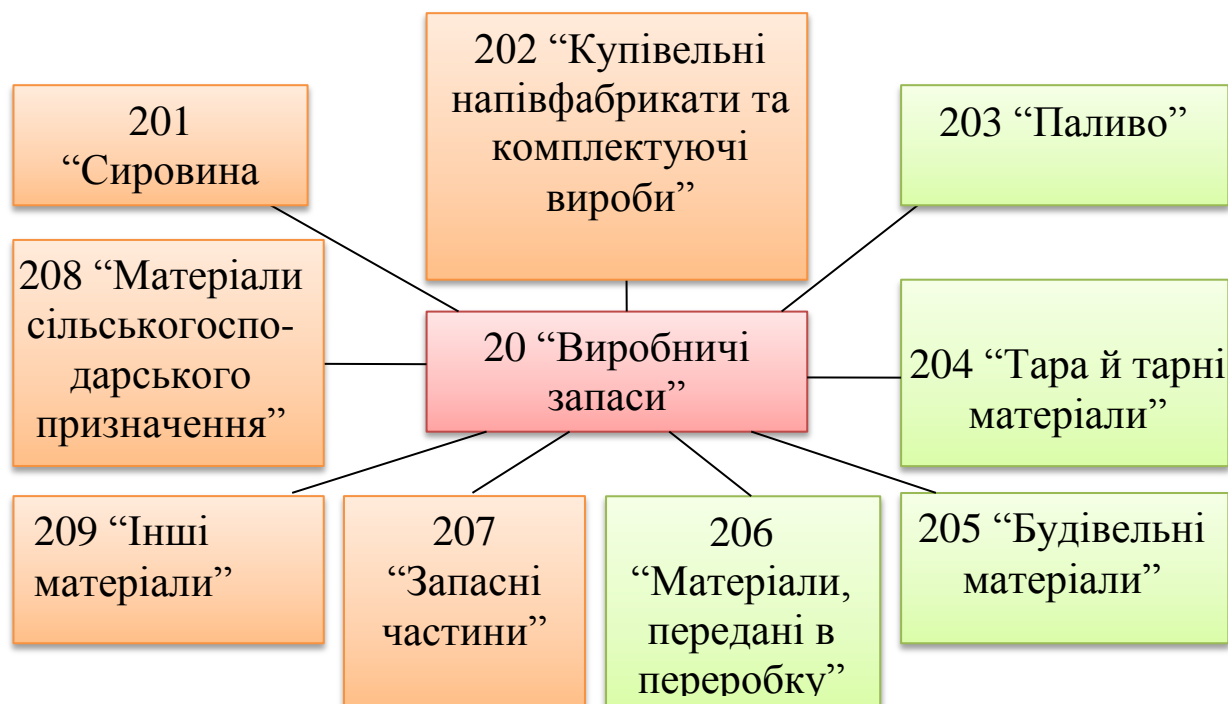 201
“Сировина
202 “Купівельні
напівфабрикати та
комплектуючі
вироби”
203 “Паливо”
208 “Матеріали
сільськогоспо-
дарського
призначення”
20 “Виробничі
запаси”
204 “Тара й тарні
матеріали”
209 “Інші
матеріали”
207
“Запасні
частини”
206
“Матеріали,
передані в
переробку”
205 “Будівельні
матеріали”